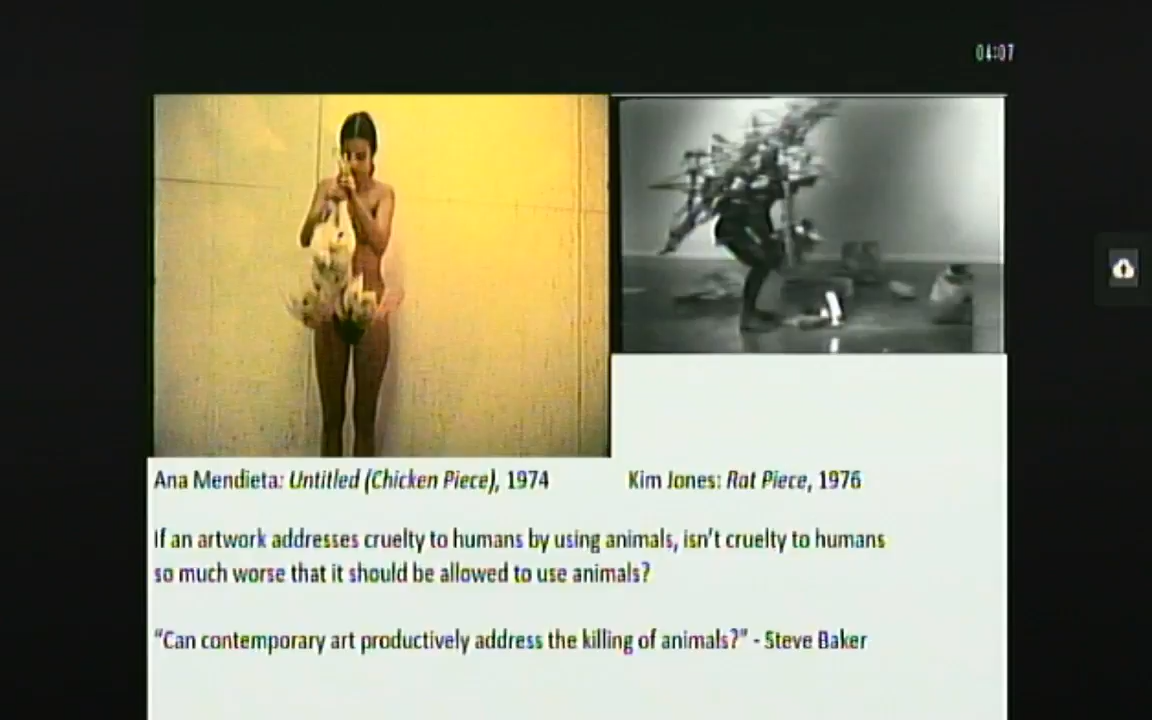 04:07
Ana Mendieta: Untitled (Chicken Piece), 1974
Kim Jones: Rat Piece, 1976
If an artwork addresses cruelty to humans by using animals, isn't cruelty to humans
so much worse that it should be allowed to use animals?
"Can contemporary art productively address the killing of animals?" - Steve Baker